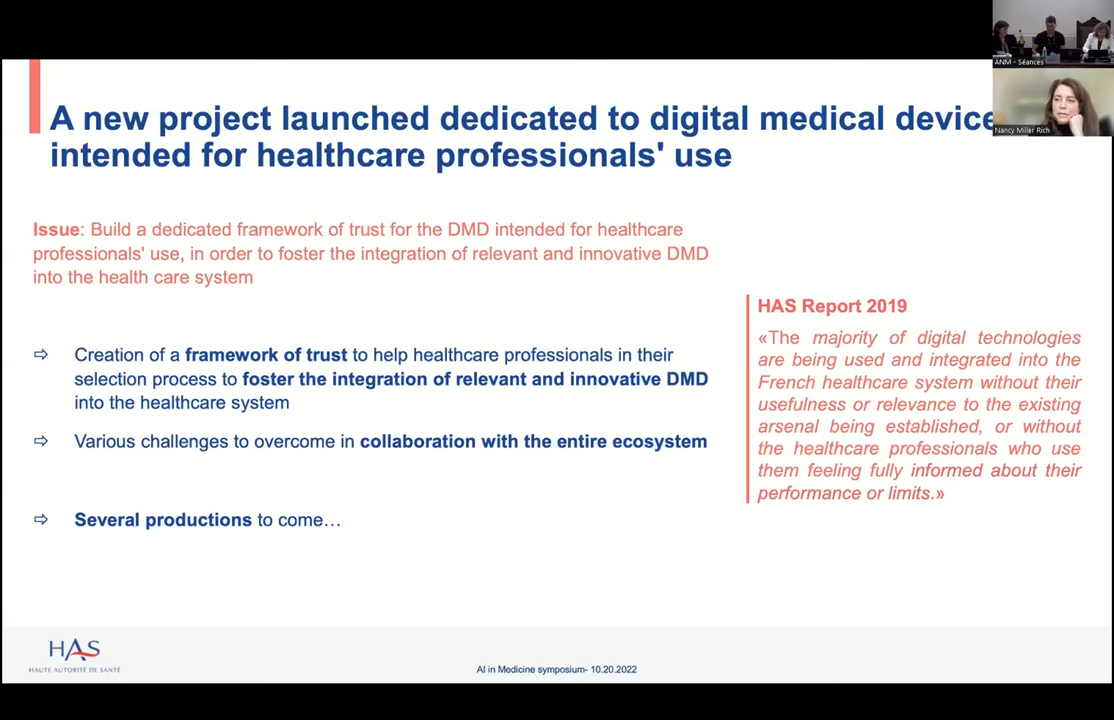 ANM - Séances
Nancy Miller Rich
A new project launched dedicated to digital medical device
intended for healthcare professionals' use
Issue: Build a dedicated framework of trust for the DMD intended for healthcare
professionals' use, in order to foster the integration of relevant and innovative DMD
into the health care system
⇨ Creation of a framework of trust to help healthcare professionals in their
selection process to foster the integration of relevant and innovative DMD
into the healthcare system
⇨ Various challenges to overcome in collaboration with the entire ecosystem
⇨ Several productions to come…
HAS Report 2019
«The majority of digital technologies
are being used and integrated into the
French healthcare system without their
usefulness or relevance to the existing
arsenal being established, or without
the healthcare professionals who use
them feeling fully informed about their
performance or limits.»
HAS
HAUTE AUTORITÉ DE SANTÉ
AI in Medicine symposium- 10.20.2022